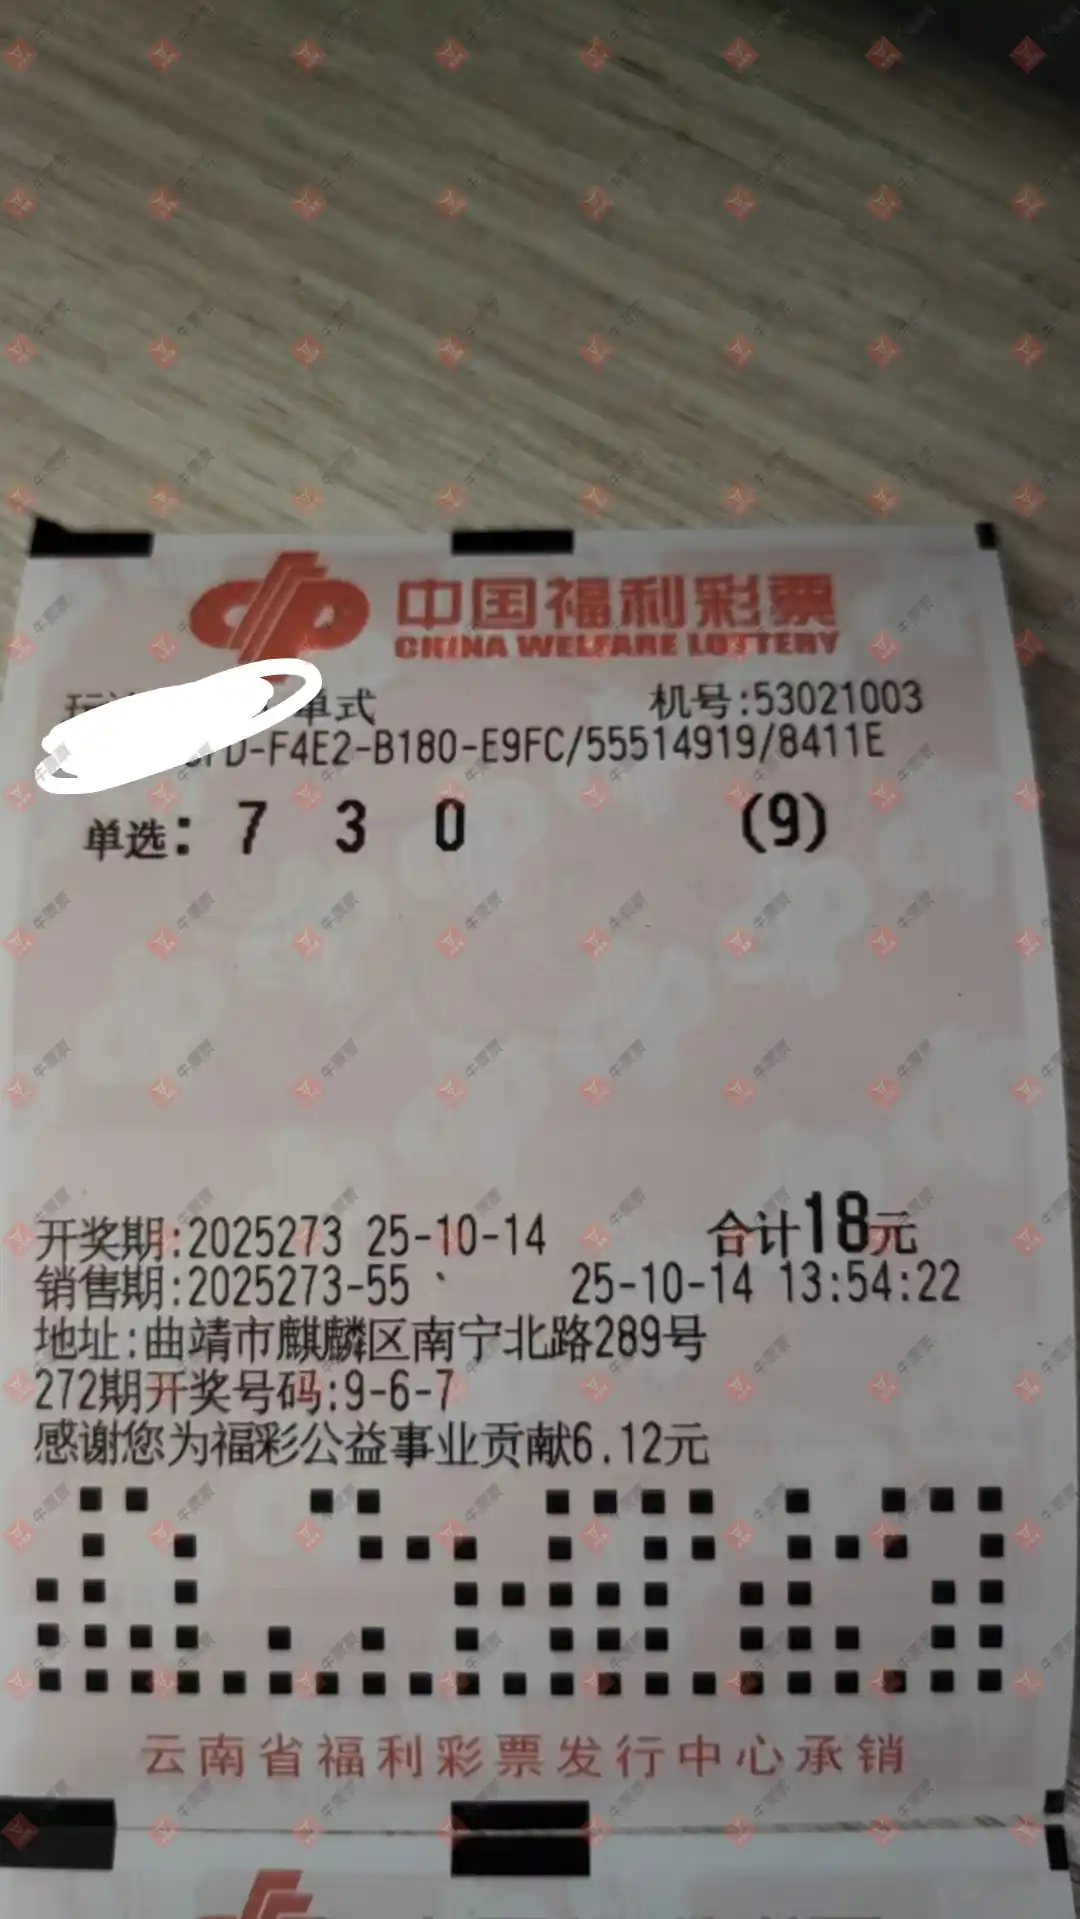 中国福利彩票
CHINA WELFARE LOTTERY
单式 机号:53021003
D-F4E2-B180-E9FC/55514919/8411E
单选: 7 3 0 (9)
开奖期:2025273 25-10-14 合计18元
销售期:2025273-55 25-10-14 13:54:22
地址:曲靖市麒麟区南宁北路289号
272期开奖号码:9-6-7
感谢您为福彩公益事业贡献6.12元
云南省福利彩票发行中心承销